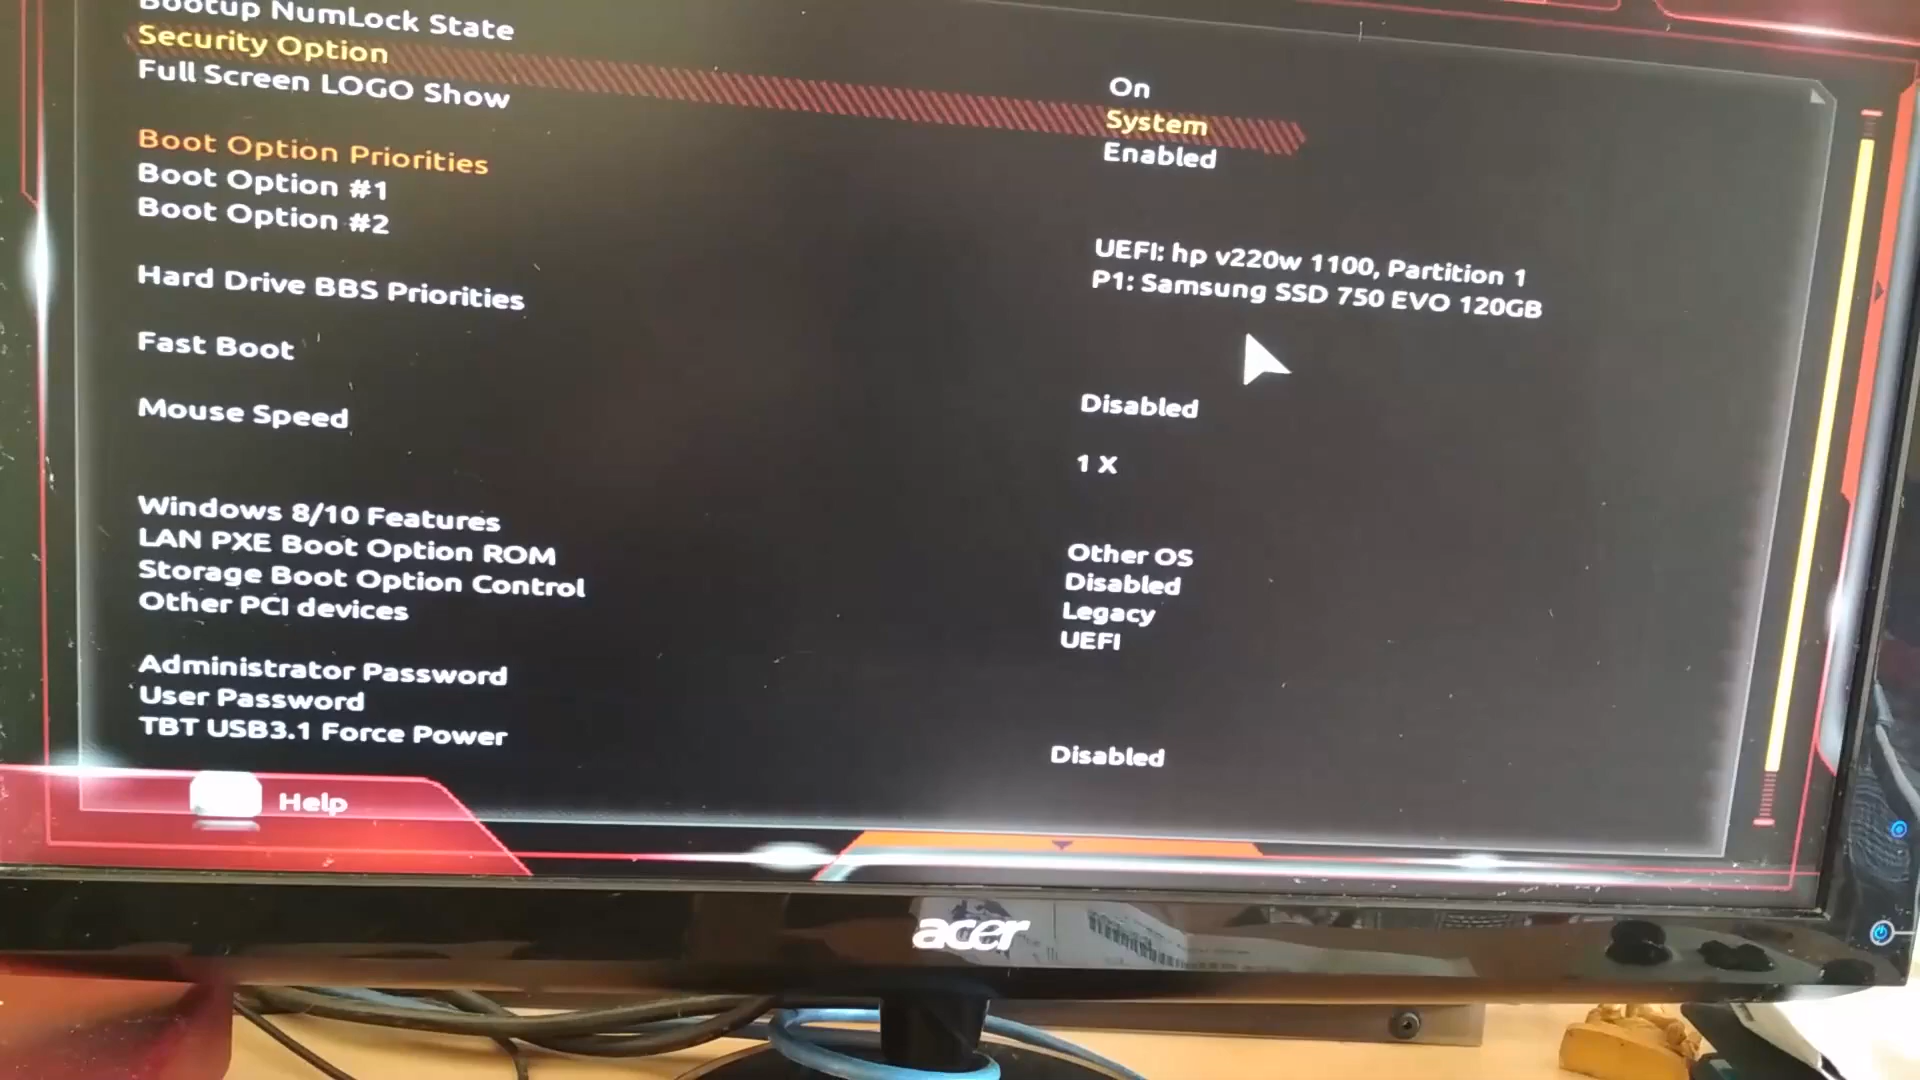 Bootup NumLock State On
Security Option System
Full Screen LOGO Show Enabled
Boot Option Priorities
Boot Option #1 UEFI: hp v220w 1100, Partition 1
Boot Option #2 P1: Samsung SSD 750 EVO 120GB
Hard Drive BBS Priorities
Fast Boot Disabled
Mouse Speed 1 X
Windows 8/10 Features Other OS
LAN PXE Boot Option ROM Disabled
Storage Boot Option Control Legacy
Other PCI devices UEFI
Administrator Password
User Password
TBT USB3.1 Force Power Disabled
Help
acer